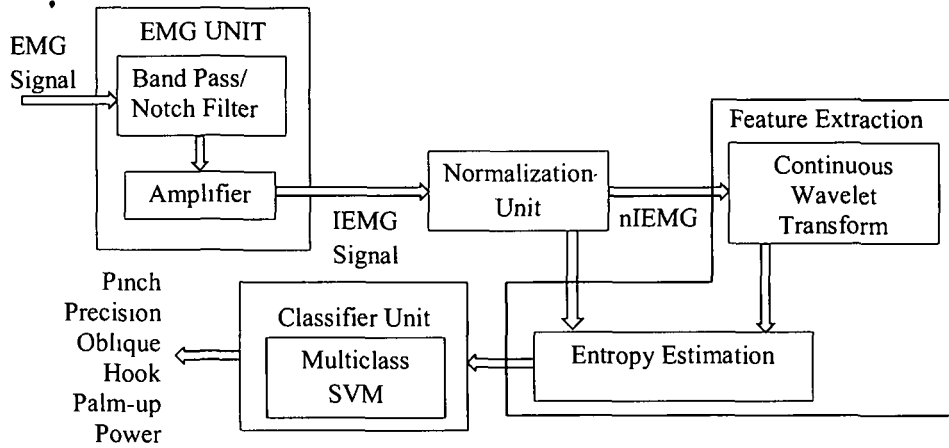 EMG UNIT
EMG
Signal
Band Pass/
Notch Filter
Amplifier
IEMG
Signal
Normalization-
Unit
nIEMG
Feature Extraction
Continuous
Wavelet
Transform
Entropy Estimation
Classifier Unit
Multiclass
SVM
Pinch
Precision
Oblique
Hook
Palm-up
Power